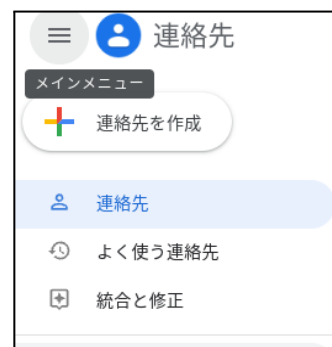 連絡先
メインメニュー
連絡先を作成
連絡先
よく使う連絡先
統合と修正